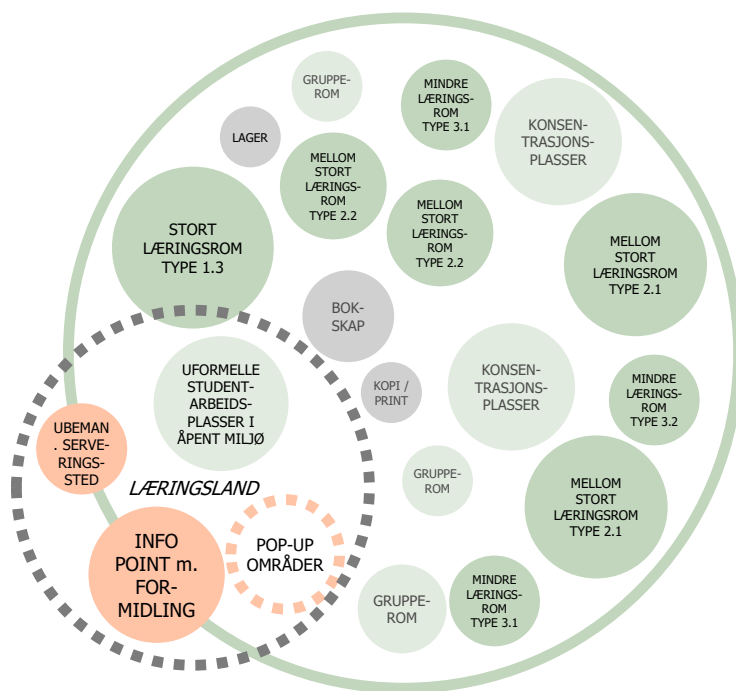 GRUPPE-
ROM
MINDRE
LÆRINGS-
ROM
TYPE 3.1
KONSEN-
TRASJONS-
PLASSER
LAGER
MELLOM
STORT
LÆRINGS-
ROM
TYPE 2.2
MELLOM
STORT
LÆRINGS-
ROM
TYPE 2.2
STORT
LÆRINGSROM
TYPE 1.3
MELLOM
STORT
LÆRINGSROM
TYPE 2.1
BOK-
SKAP
KOPI /
PRINT
KONSEN-
TRASJONS-
PLASSER
UFORMELLE
STUDENT-
ARBEIDS-
PLASSER I
ÅPENT MILJØ
MINDRE
LÆRINGS-
ROM
TYPE 3.2
UBEMAN
. SERVE-
RINGS-
STED
LÆRINGSLAND
GRUPPE-
ROM
MELLOM
STORT
LÆRINGSROM
TYPE 2.1
INFO
POINT m.
FOR-
MIDLING
POP-UP
OMRÅDER
GRUPPE-
ROM
MINDRE
LÆRINGS-
ROM
TYPE 3.1